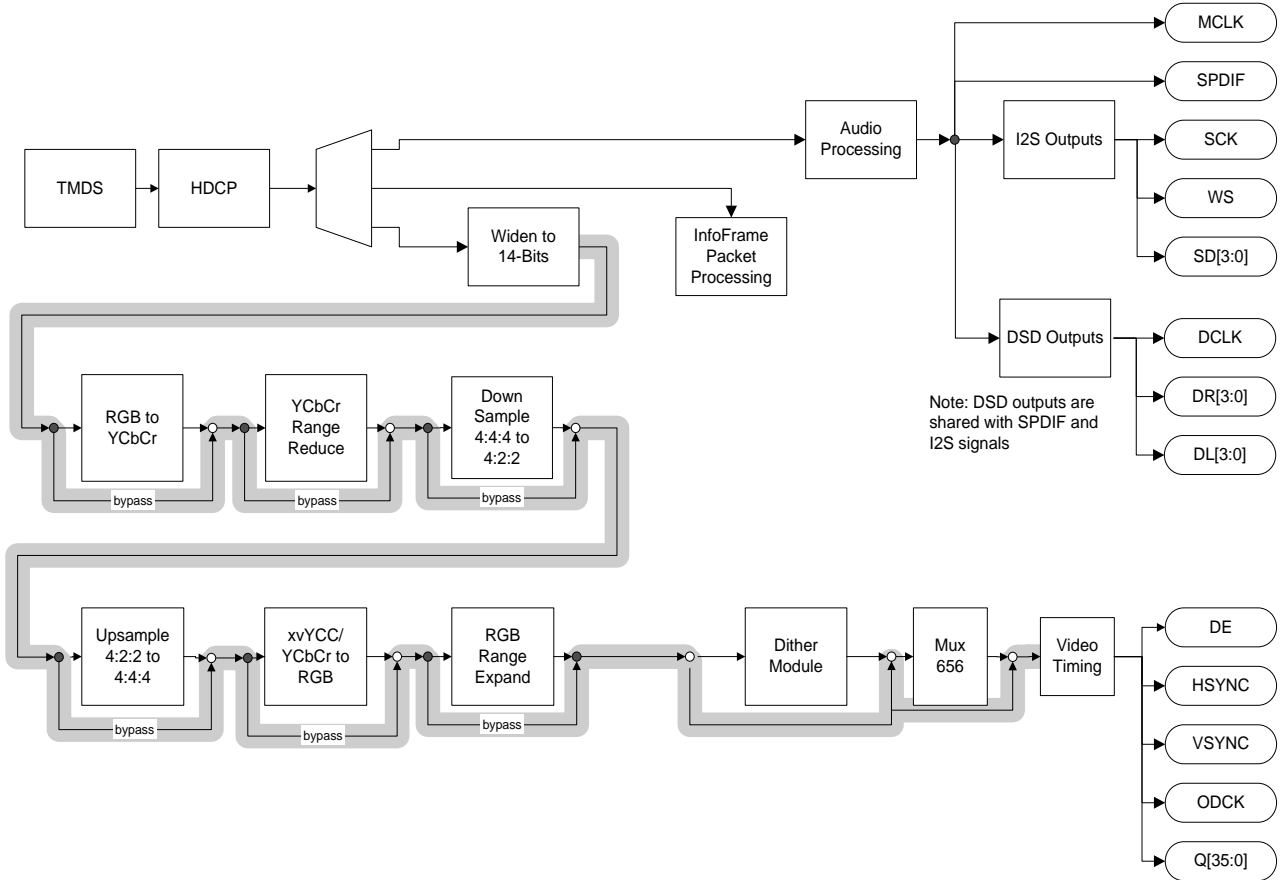 MCLK
SPDIF
Audio
Processing
I2S Outputs
SCK
TMDS
HDCP
WS
Widen to
14-Bits
InfoFrame
Packet
Processing
SD[3:0]
DSD Outputs
DCLK
Note: DSD outputs are
shared with SPDIF and
I2S signals
DR[3:0]
DL[3:0]
RGB to
YCbCr
YCbCr
Range
Reduce
Down
Sample
4:4:4 to
4:2:2
bypass
bypass
bypass
Upsample
4:2:2 to
4:4:4
xvYCC/
YCbCr to
RGB
RGB
Range
Expand
Dither
Module
Mux
656
Video
Timing
bypass
bypass
bypass
DE
HSYNC
VSYNC
ODCK
Q[35:0]